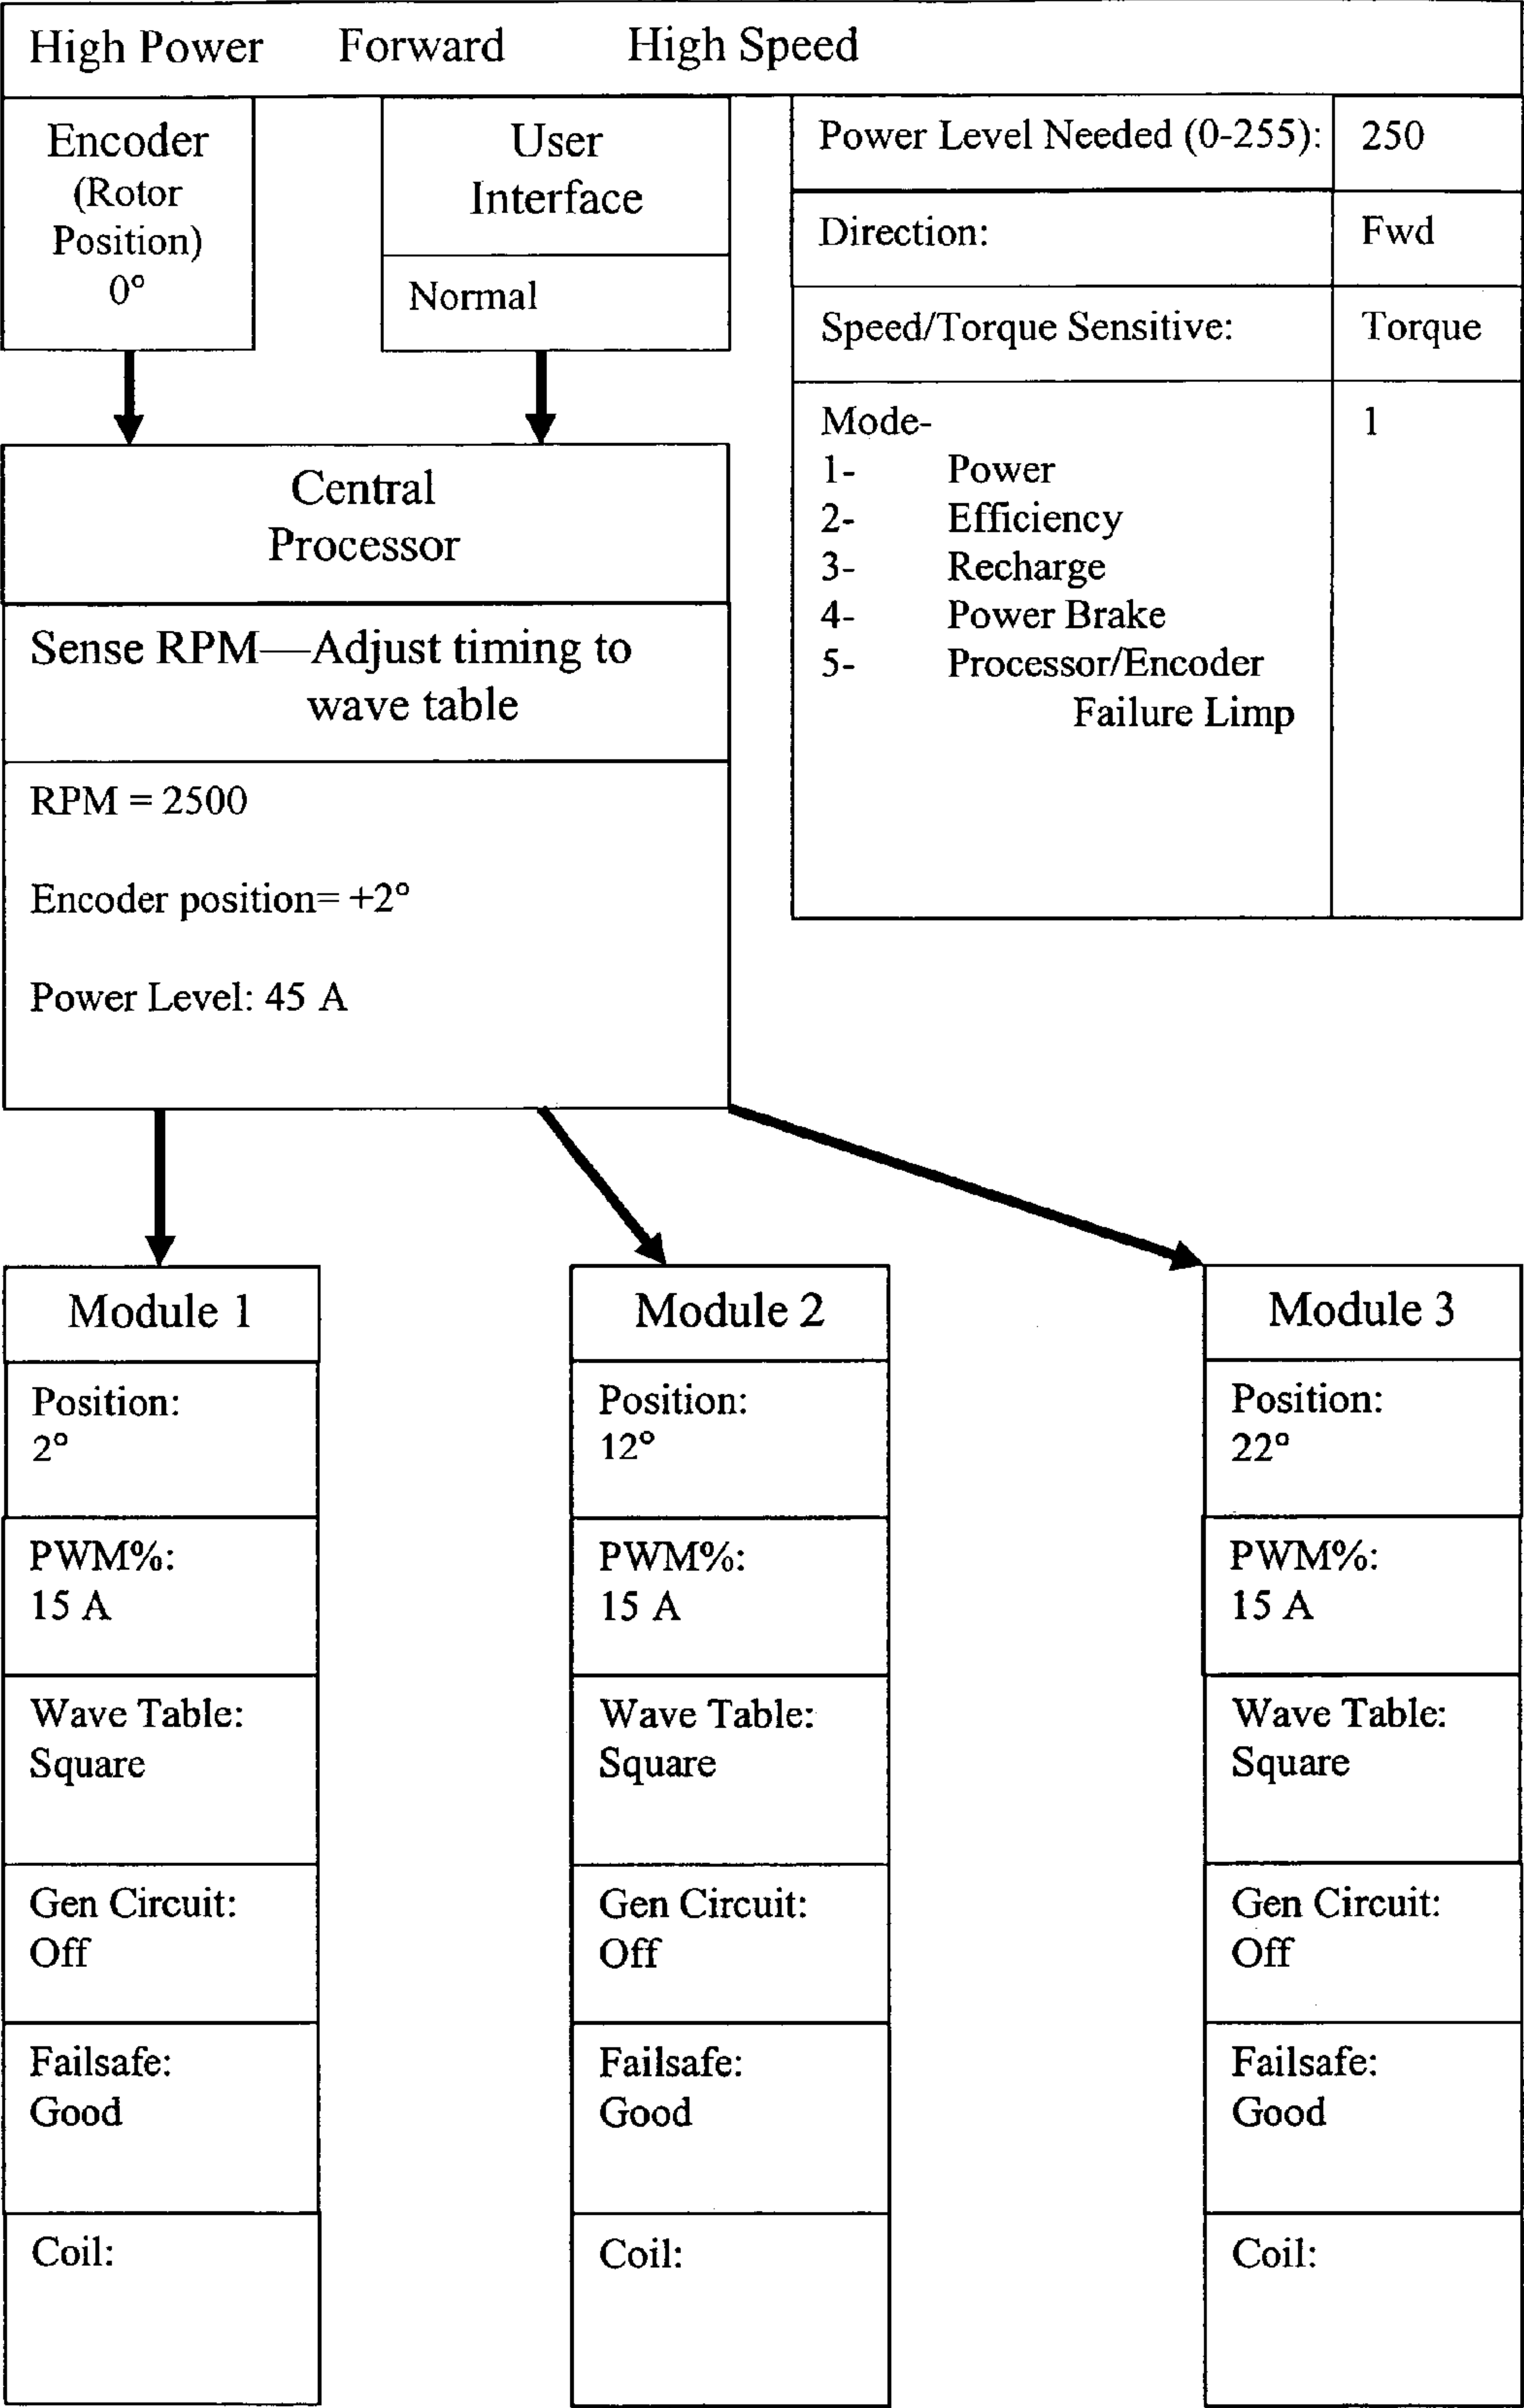 High Power Forward High Speed
Encoder
(Rotor
Position)
0°
User
Interface
Normal
Power Level Needed (0-255): 250
Direction: Fwd
Speed/Torque Sensitive: Torque
Mode- 1
1- Power
2- Efficiency
3- Recharge
4- Power Brake
5- Processor/Encoder
Failure Limp
Central
Processor
Sense RPM—Adjust timing to
wave table
RPM = 2500
Encoder position= +2°
Power Level: 45 A
Module 1
Position:
2°
PWM%:
15 A
Wave Table:
Square
Gen Circuit:
Off
Failsafe:
Good
Coil:
Module 2
Position:
12°
PWM%:
15 A
Wave Table:
Square
Gen Circuit:
Off
Failsafe:
Good
Coil:
Module 3
Position:
22°
PWM%:
15 A
Wave Table:
Square
Gen Circuit:
Off
Failsafe:
Good
Coil: